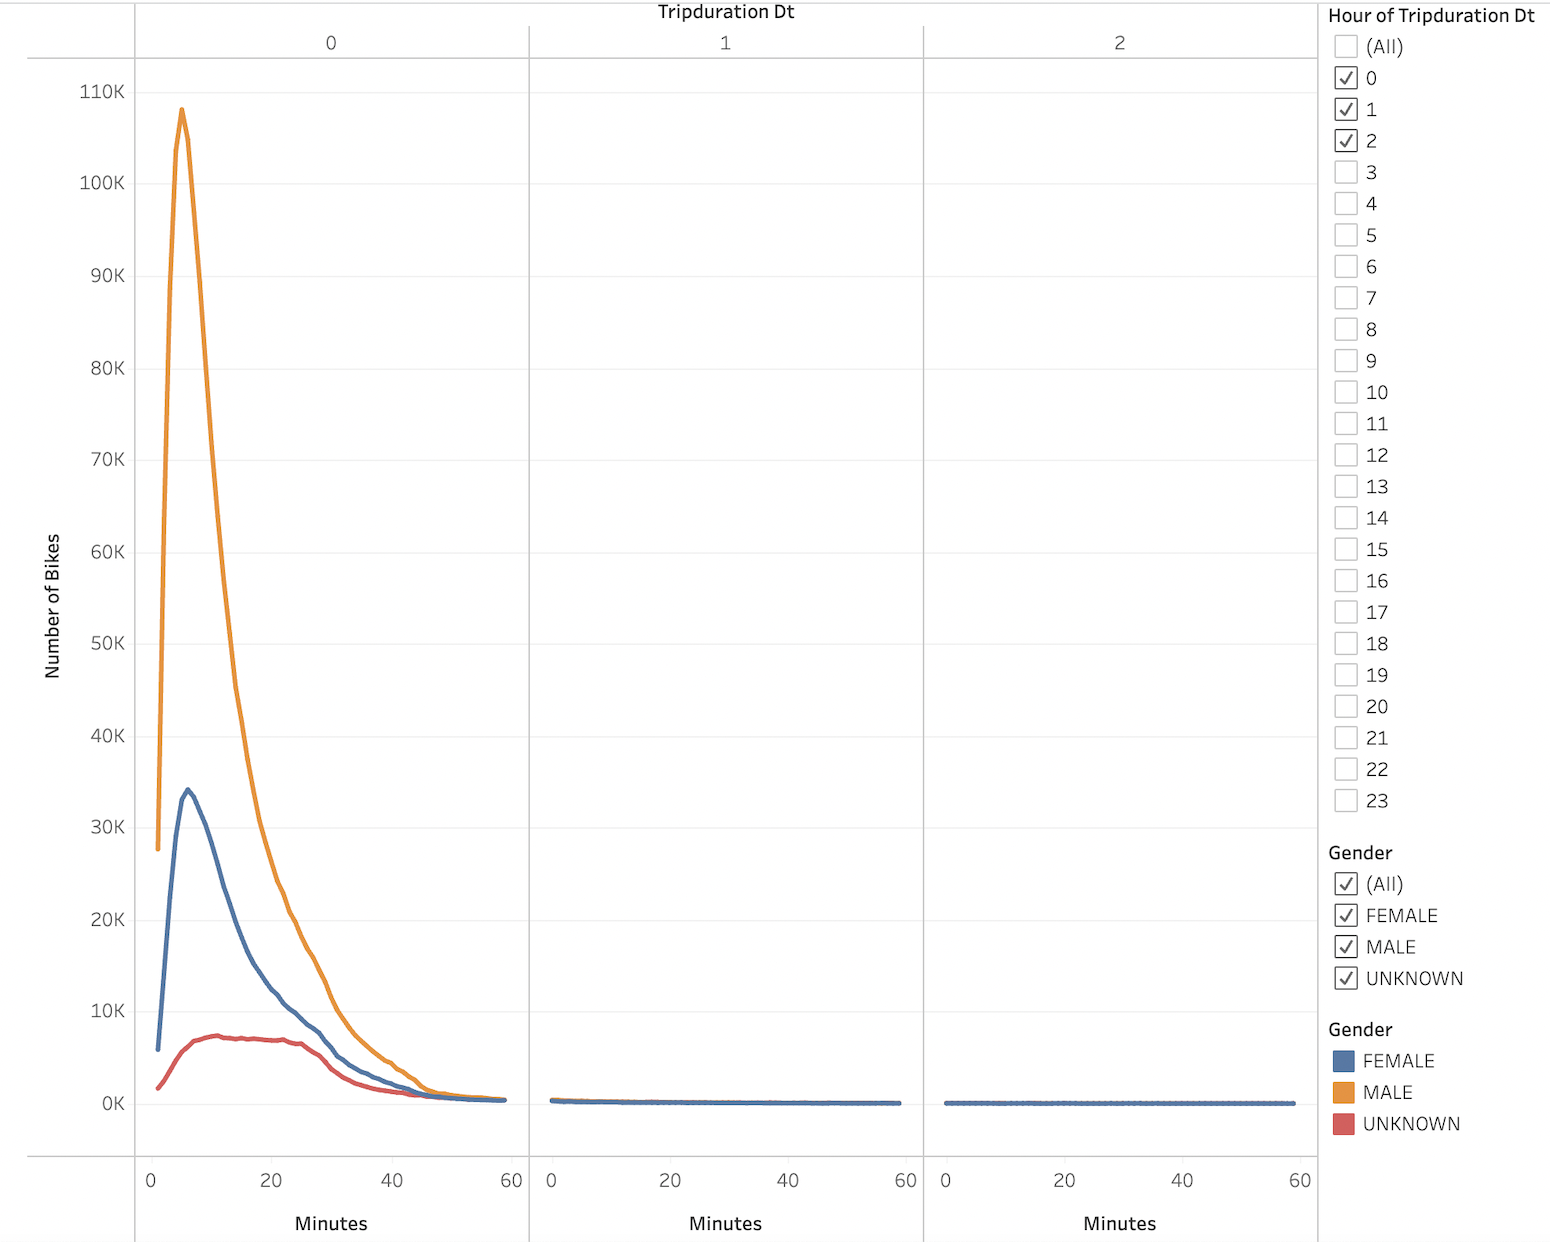 Tripduration Dt
0 1 2
110K
100K
90K
80K
70K
60K
50K
40K
30K
20K
10K
0K
Number of Bikes
0 20 40 60 0 20 40 60 0 20 40 60
Minutes Minutes Minutes
Hour of Tripduration Dt
(All)
0
1
2
3
4
5
6
7
8
9
10
11
12
13
14
15
16
17
18
19
20
21
22
23
Gender
(All)
FEMALE
MALE
UNKNOWN
Gender
FEMALE
MALE
UNKNOWN